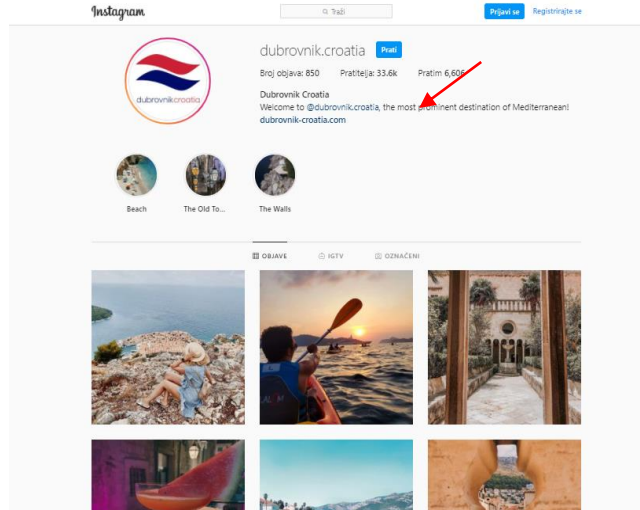 Instagram
Traži
Prijavi se Registrirajte se
dubrovnikcroatia
dubrovnik.croatia Prati
Broj objava: 850 Pratitelja: 33.6k Pratim 6,606
Dubrovnik Croatia
Welcome to @dubrovnik.croatia, the most prominent destination of Mediterranean!
dubrovnik-croatia.com
Beach The Old To... The Walls
OBJAVE IGTV OZNAČENI